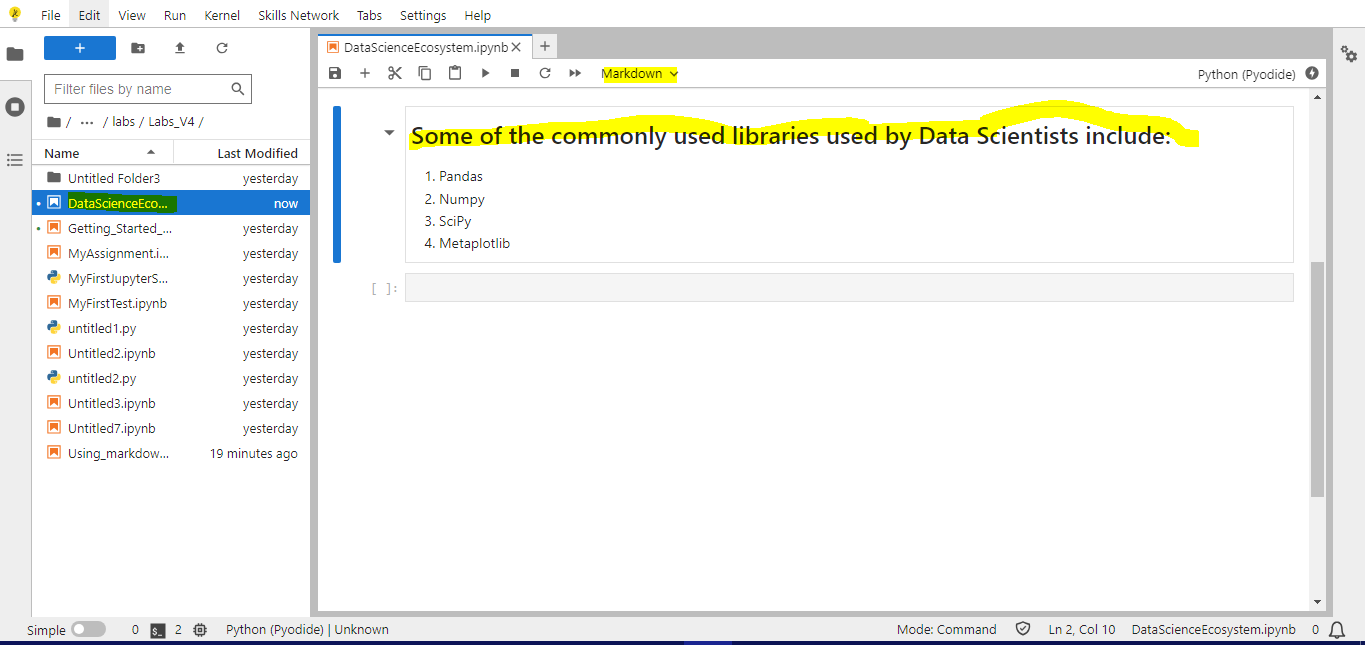 File Edit View Run Kernel Skills Network Tabs Settings Help
+
Filter files by name
/ ··· / labs / Labs_V4 /
Name Last Modified
Untitled Folder3 yesterday
DataScienceEco... now
Getting_Started_... yesterday
MyAssignment.i... yesterday
MyFirstJupyterS... yesterday
MyFirstTest.ipynb yesterday
untitled1.py yesterday
Untitled2.ipynb yesterday
untitled2.py yesterday
Untitled3.ipynb yesterday
Untitled7.ipynb yesterday
Using_markdow... 19 minutes ago
DataScienceEcosystem.ipynb
Markdown
Python (Pyodide)
Some of the commonly used libraries used by Data Scientists include:
1. Pandas
2. Numpy
3. SciPy
4. Metaplotlib
[ ]:
Simple 0 2 Python (Pyodide) | Unknown Mode: Command Ln 2, Col 10 DataScienceEcosystem.ipynb 0